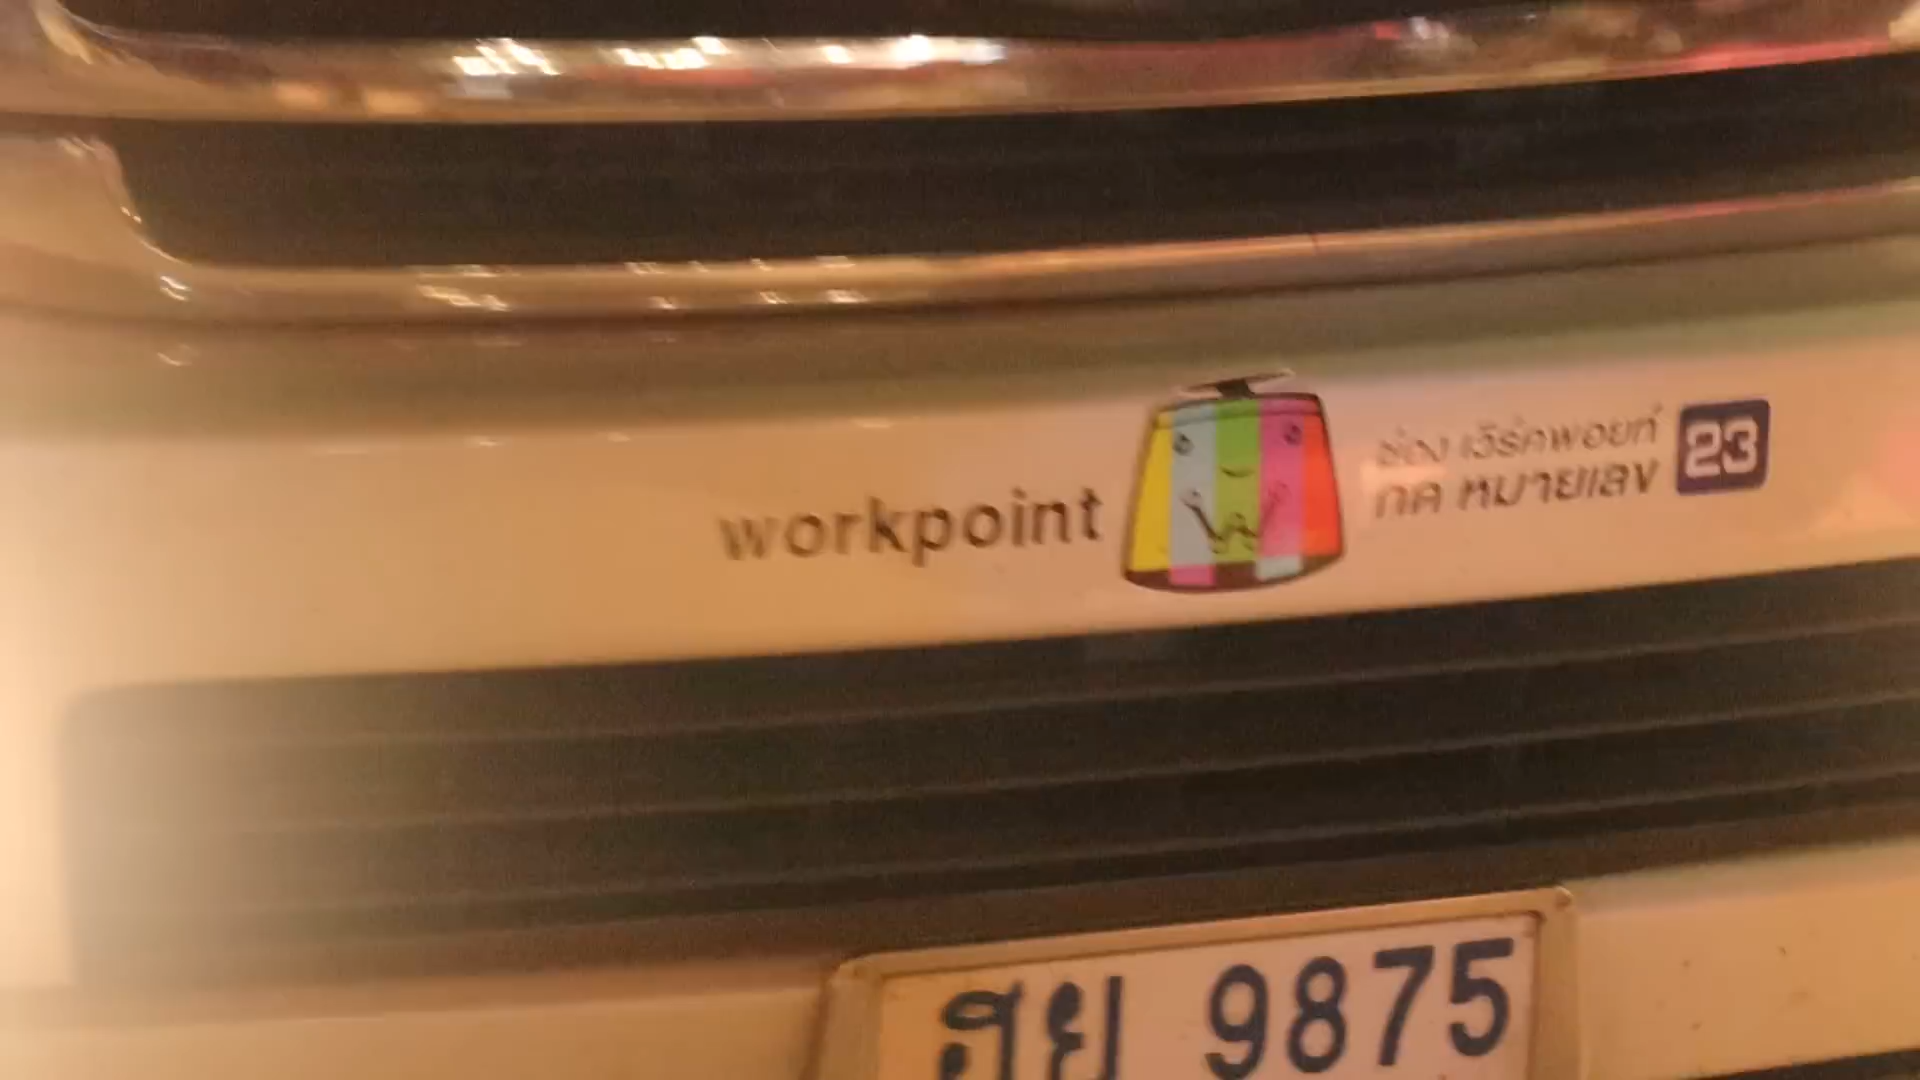 workpoint
ช่อง เวิร์คพอยท์
กด หมายเลข 23
ฮย 9875